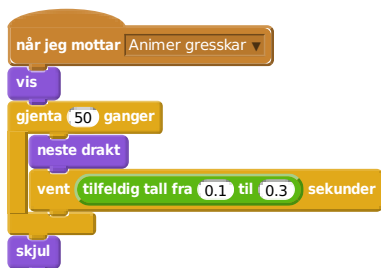 når jeg mottar Animer gresskar
vis
gjenta 50 ganger
neste drakt
vent tilfeldig tall fra 0.1 til 0.3 sekunder
skjul